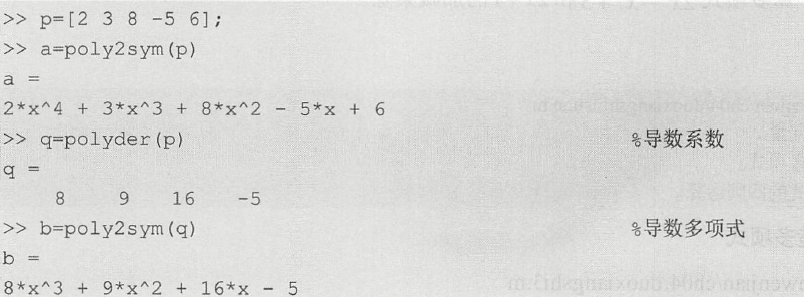 >> p=[2 3 8 -5 6];
>> a=poly2sym(p)
a =
2*x^4 + 3*x^3 + 8*x^2 - 5*x + 6
>> q=polyder(p) %导数系数
q =
8 9 16 -5
>> b=poly2sym(q) %导数多项式
b =
8*x^3 + 9*x^2 + 16*x - 5